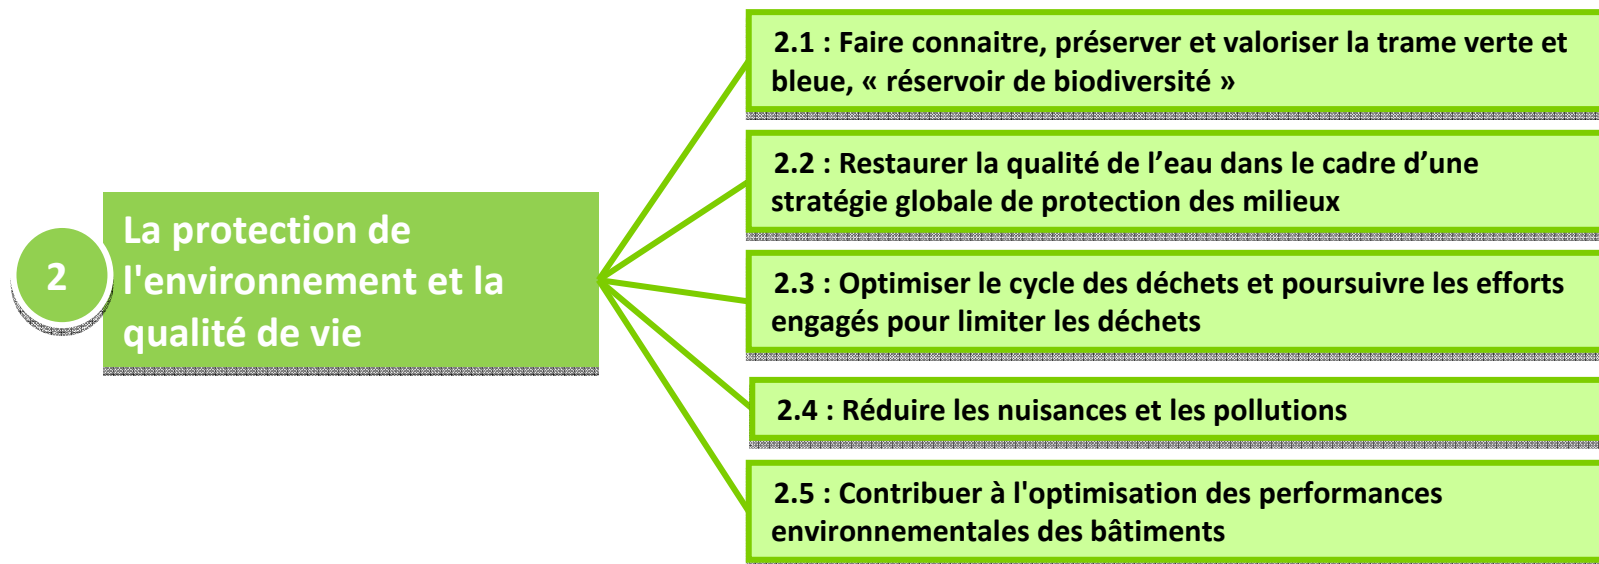 2
La protection de
l'environnement et la
qualité de vie
2.1 : Faire connaitre, préserver et valoriser la trame verte et
bleue, « réservoir de biodiversité »
2.2 : Restaurer la qualité de l’eau dans le cadre d’une
stratégie globale de protection des milieux
2.3 : Optimiser le cycle des déchets et poursuivre les efforts
engagés pour limiter les déchets
2.4 : Réduire les nuisances et les pollutions
2.5 : Contribuer à l'optimisation des performances
environnementales des bâtiments